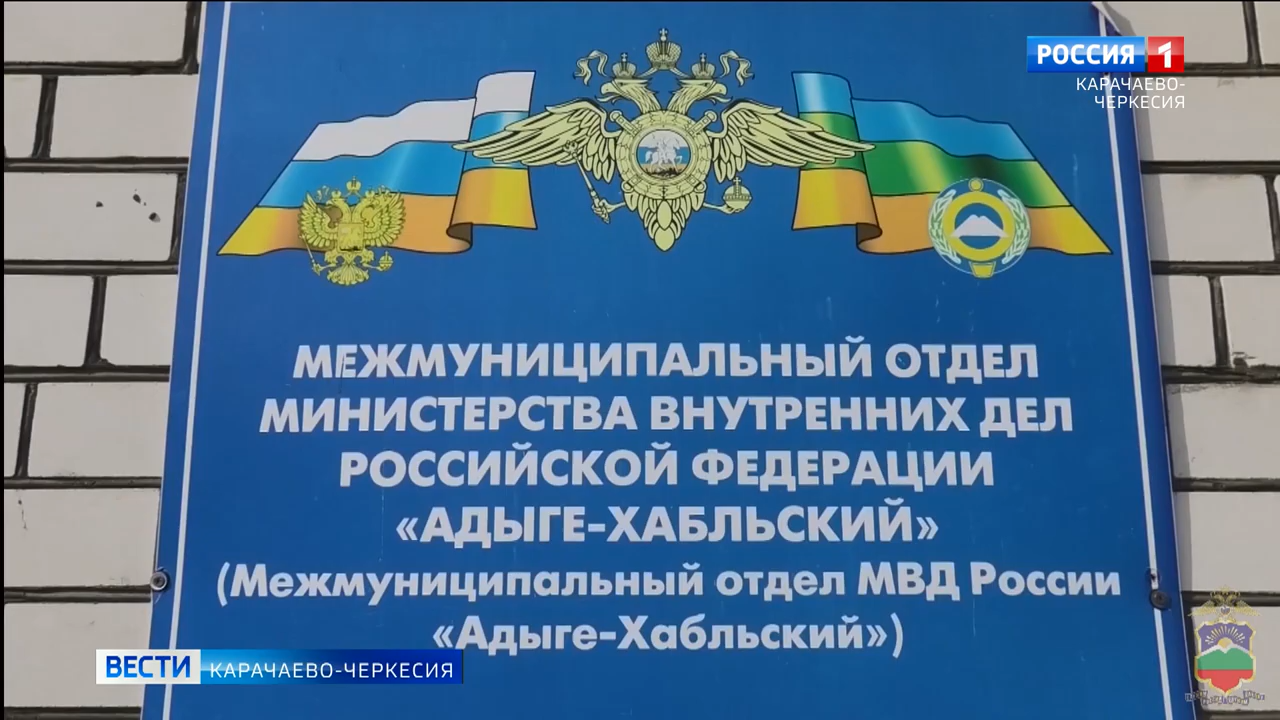 РОССИЯ 1
КАРАЧАЕВО-
ЧЕРКЕСИЯ
МЕЖМУНИЦИПАЛЬНЫЙ ОТДЕЛ
МИНИСТЕРСТВА ВНУТРЕННИХ ДЕЛ
РОССИЙСКОЙ ФЕДЕРАЦИИ
«АДЫГЕ-ХАБЛЬСКИЙ»
(Межмуниципальный отдел МВД России
«Адыге-Хабльский»)
ВЕСТИ КАРАЧАЕВО-ЧЕРКЕСИЯ